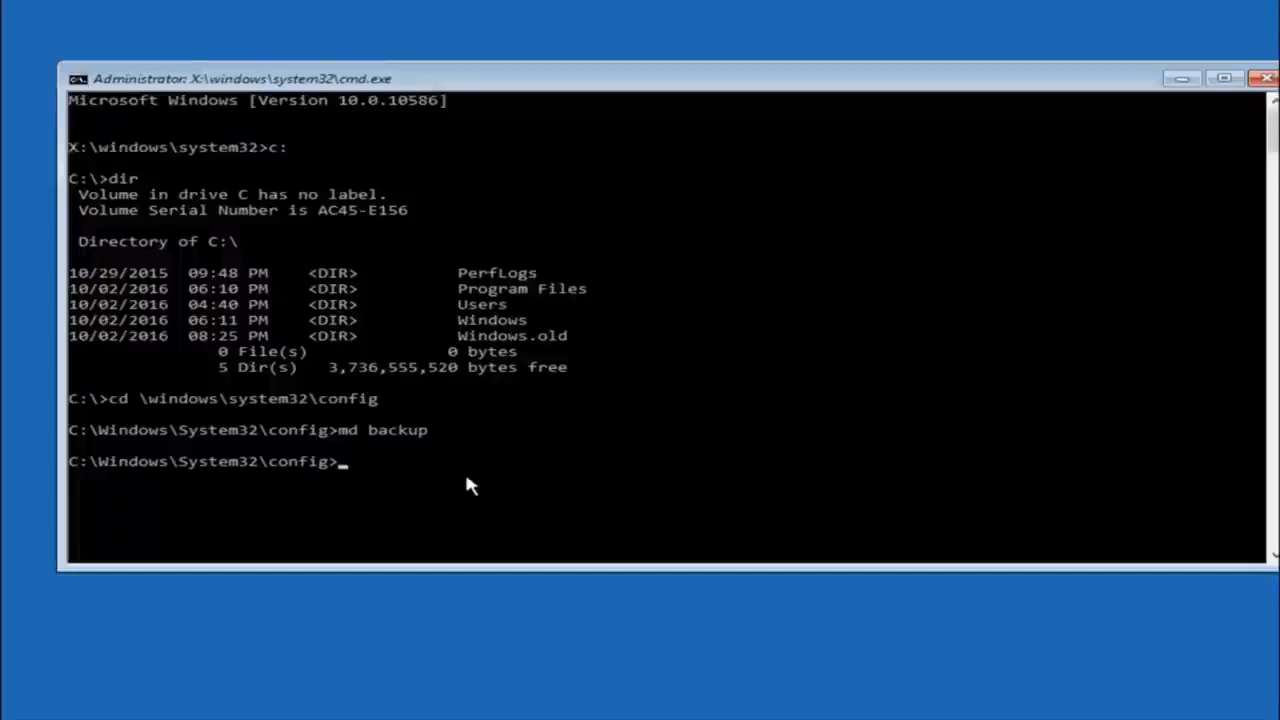 Administrator: X:\windows\system32\cmd.exe
Microsoft Windows [Version 10.0.10586]
X:\windows\system32>c:
C:\>dir
Volume in drive C has no label.
Volume Serial Number is AC45-E156
Directory of C:\
10/29/2015  09:48 PM    <DIR>          PerfLogs
10/02/2016  06:10 PM    <DIR>          Program Files
10/02/2016  04:40 PM    <DIR>          Users
10/02/2016  06:11 PM    <DIR>          Windows
10/02/2016  08:25 PM    <DIR>          Windows.old
0 File(s)              0 bytes
5 Dir(s)   3,736,555,520 bytes free
C:\>cd \windows\system32\config
C:\Windows\System32\config>md backup
C:\Windows\System32\config>_